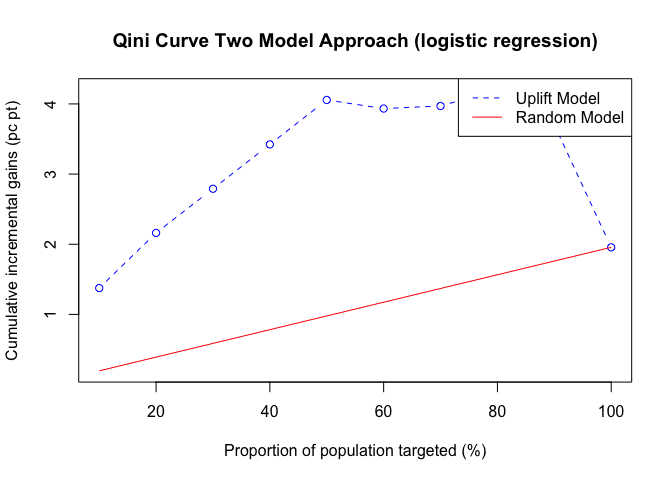 Qini Curve Two Model Approach (logistic regression)
Cumulative incremental gains (pc pt)
4
3
2
1
Uplift Model
Random Model
20 40 60 80 100
Proportion of population targeted (%)